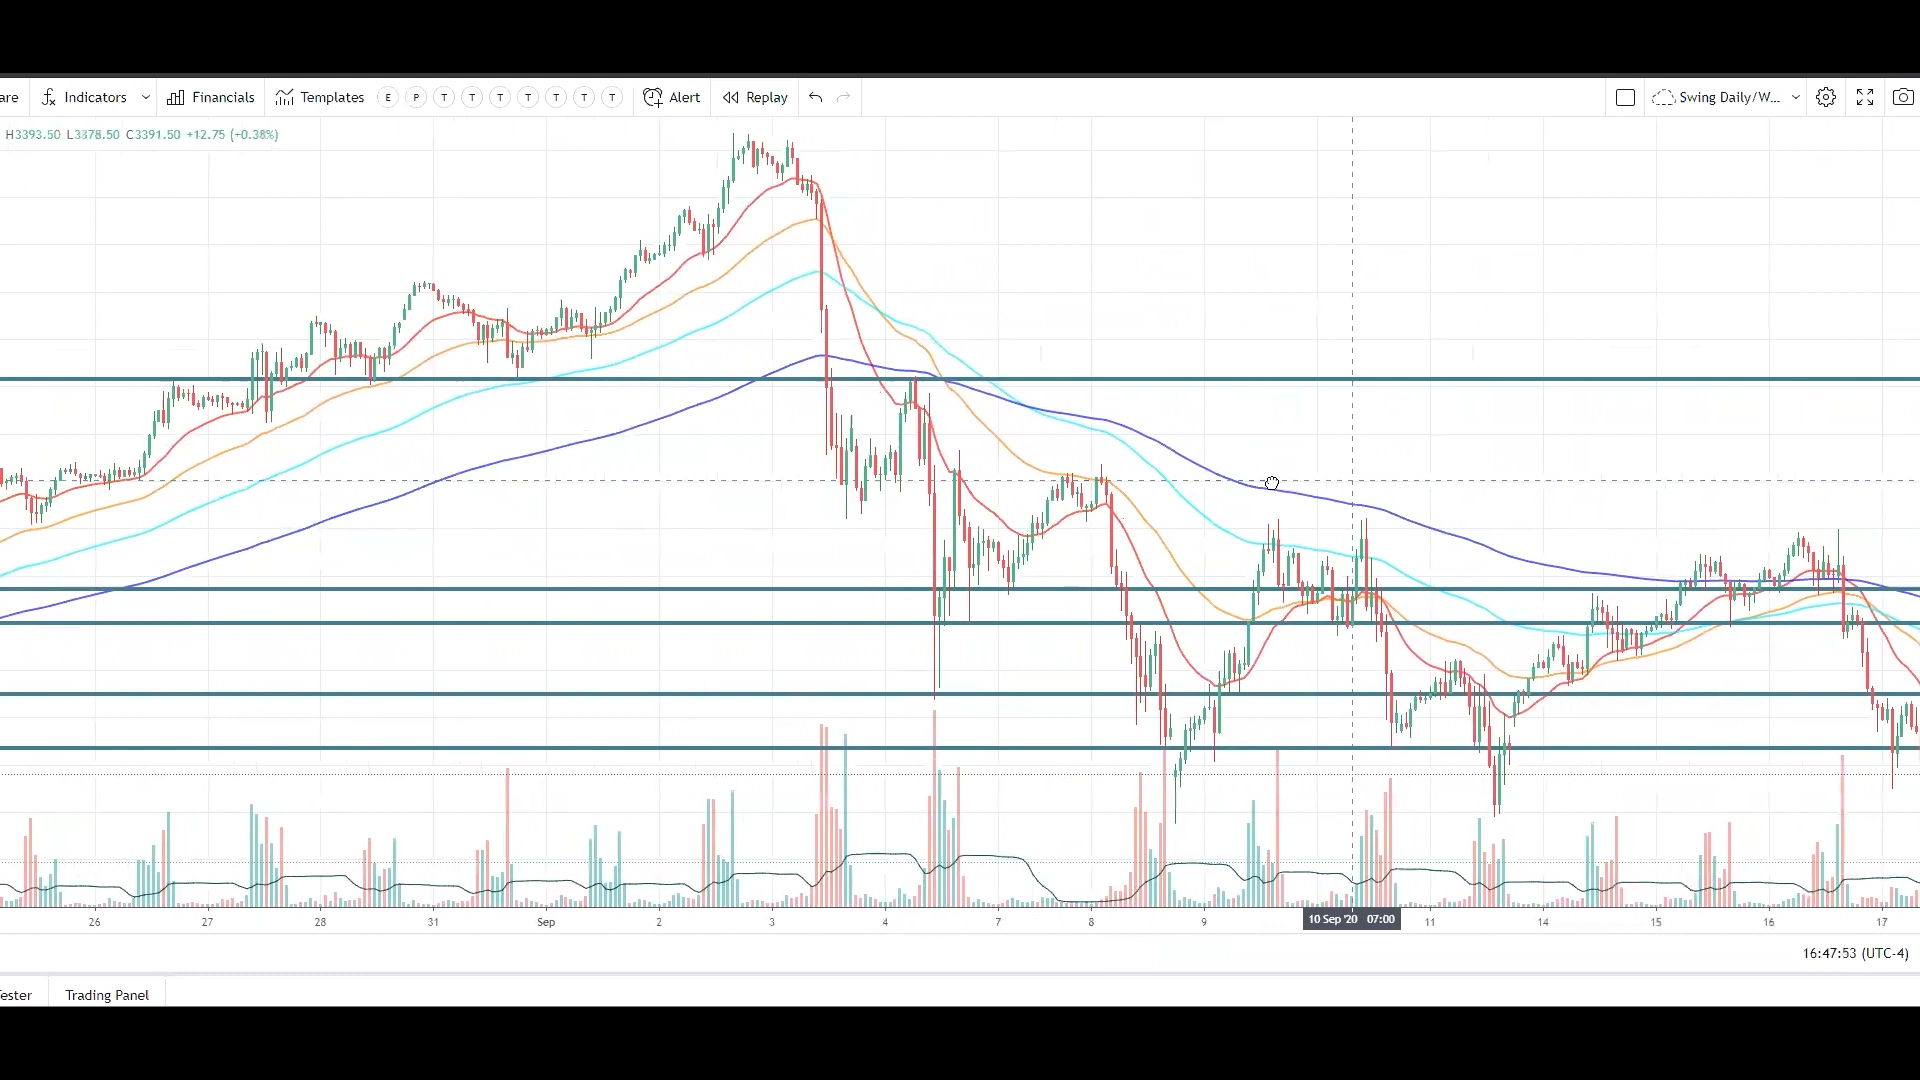 are Indicators Financials Templates E P T T T T T T T Alert Replay Swing Daily/W...
H3393.50 L3378.50 C3391.50 +12.75 (+0.38%)
26 27 28 31 Sep 2 3 4 7 8 9 10 Sep '20 07:00 11 14 15 16 17
16:47:53 (UTC-4)
ester Trading Panel